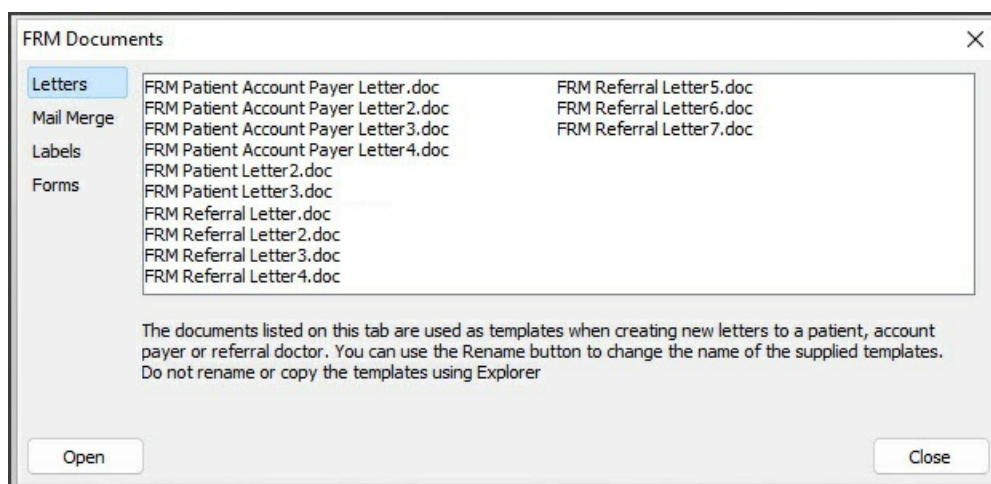 FRM Documents
Letters
Mail Merge
Labels
Forms
FRM Patient Account Payer Letter.doc
FRM Patient Account Payer Letter2.doc
FRM Patient Account Payer Letter3.doc
FRM Patient Account Payer Letter4.doc
FRM Patient Letter2.doc
FRM Patient Letter3.doc
FRM Referral Letter.doc
FRM Referral Letter2.doc
FRM Referral Letter3.doc
FRM Referral Letter4.doc
FRM Referral Letter5.doc
FRM Referral Letter6.doc
FRM Referral Letter7.doc
The documents listed on this tab are used as templates when creating new letters to a patient, account
payer or referral doctor. You can use the Rename button to change the name of the supplied templates.
Do not rename or copy the templates using Explorer
Open
Close